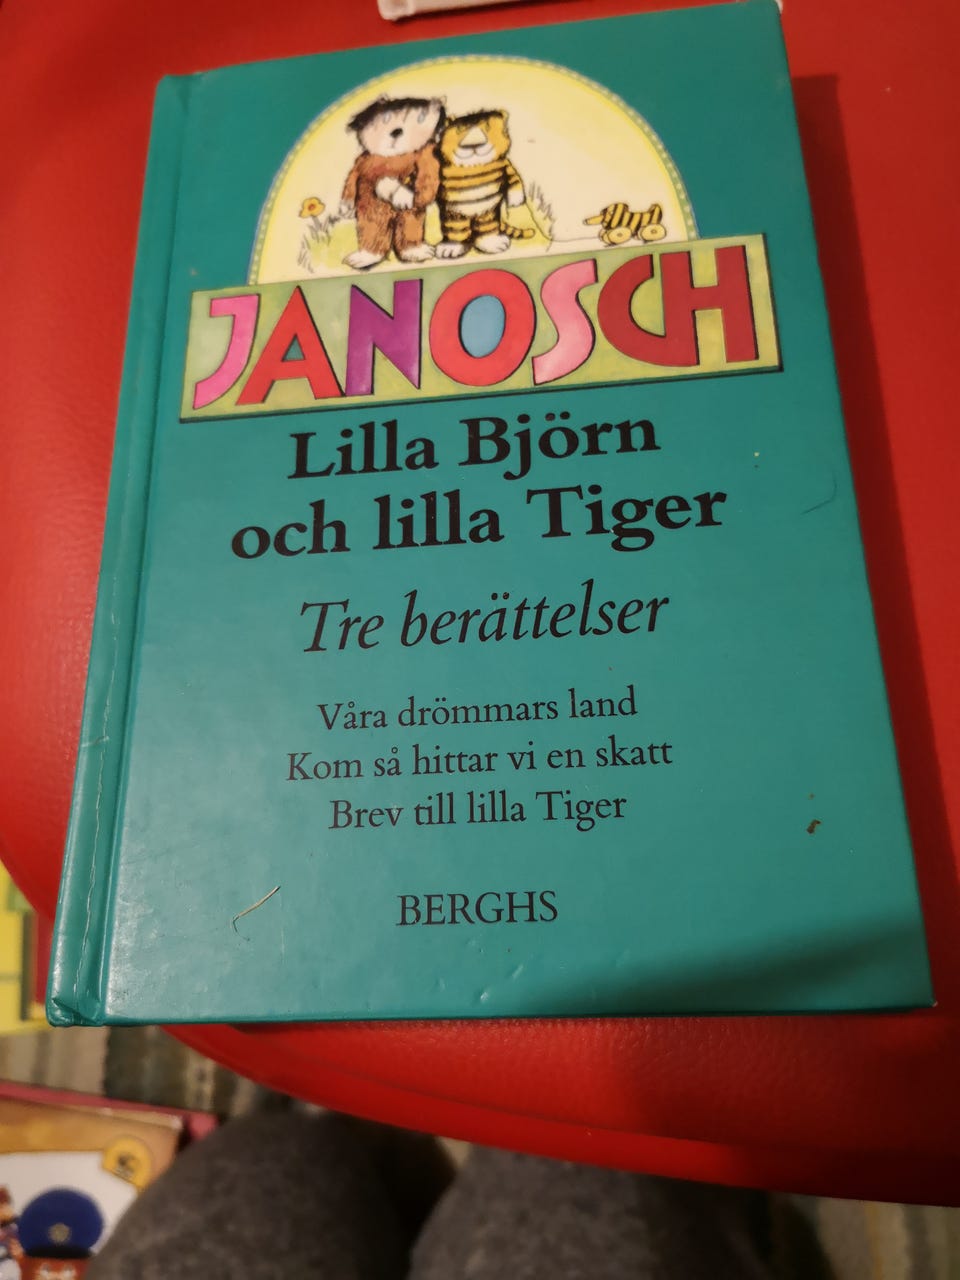 JANOSCH
Lilla Björn
och lilla Tiger
Tre berättelser
Våra drömmars land
Kom så hittar vi en skatt
Brev till lilla Tiger
BERGHS